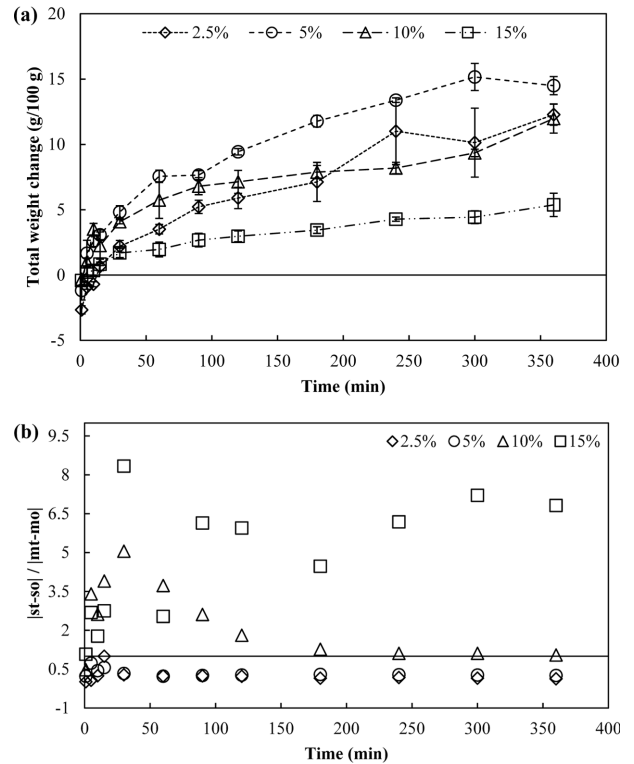 (a)
2.5% 5% 10% 15%
Total weight change (g/100 g)
20
15
10
5
0
-5
0 50 100 150 200 250 300 350 400
Time (min)
(b)
2.5% 5% 10% 15%
|st-so| / |mt-mo|
9.5
8
6.5
5
3.5
2
0.5
-1
0 50 100 150 200 250 300 350 400
Time (min)